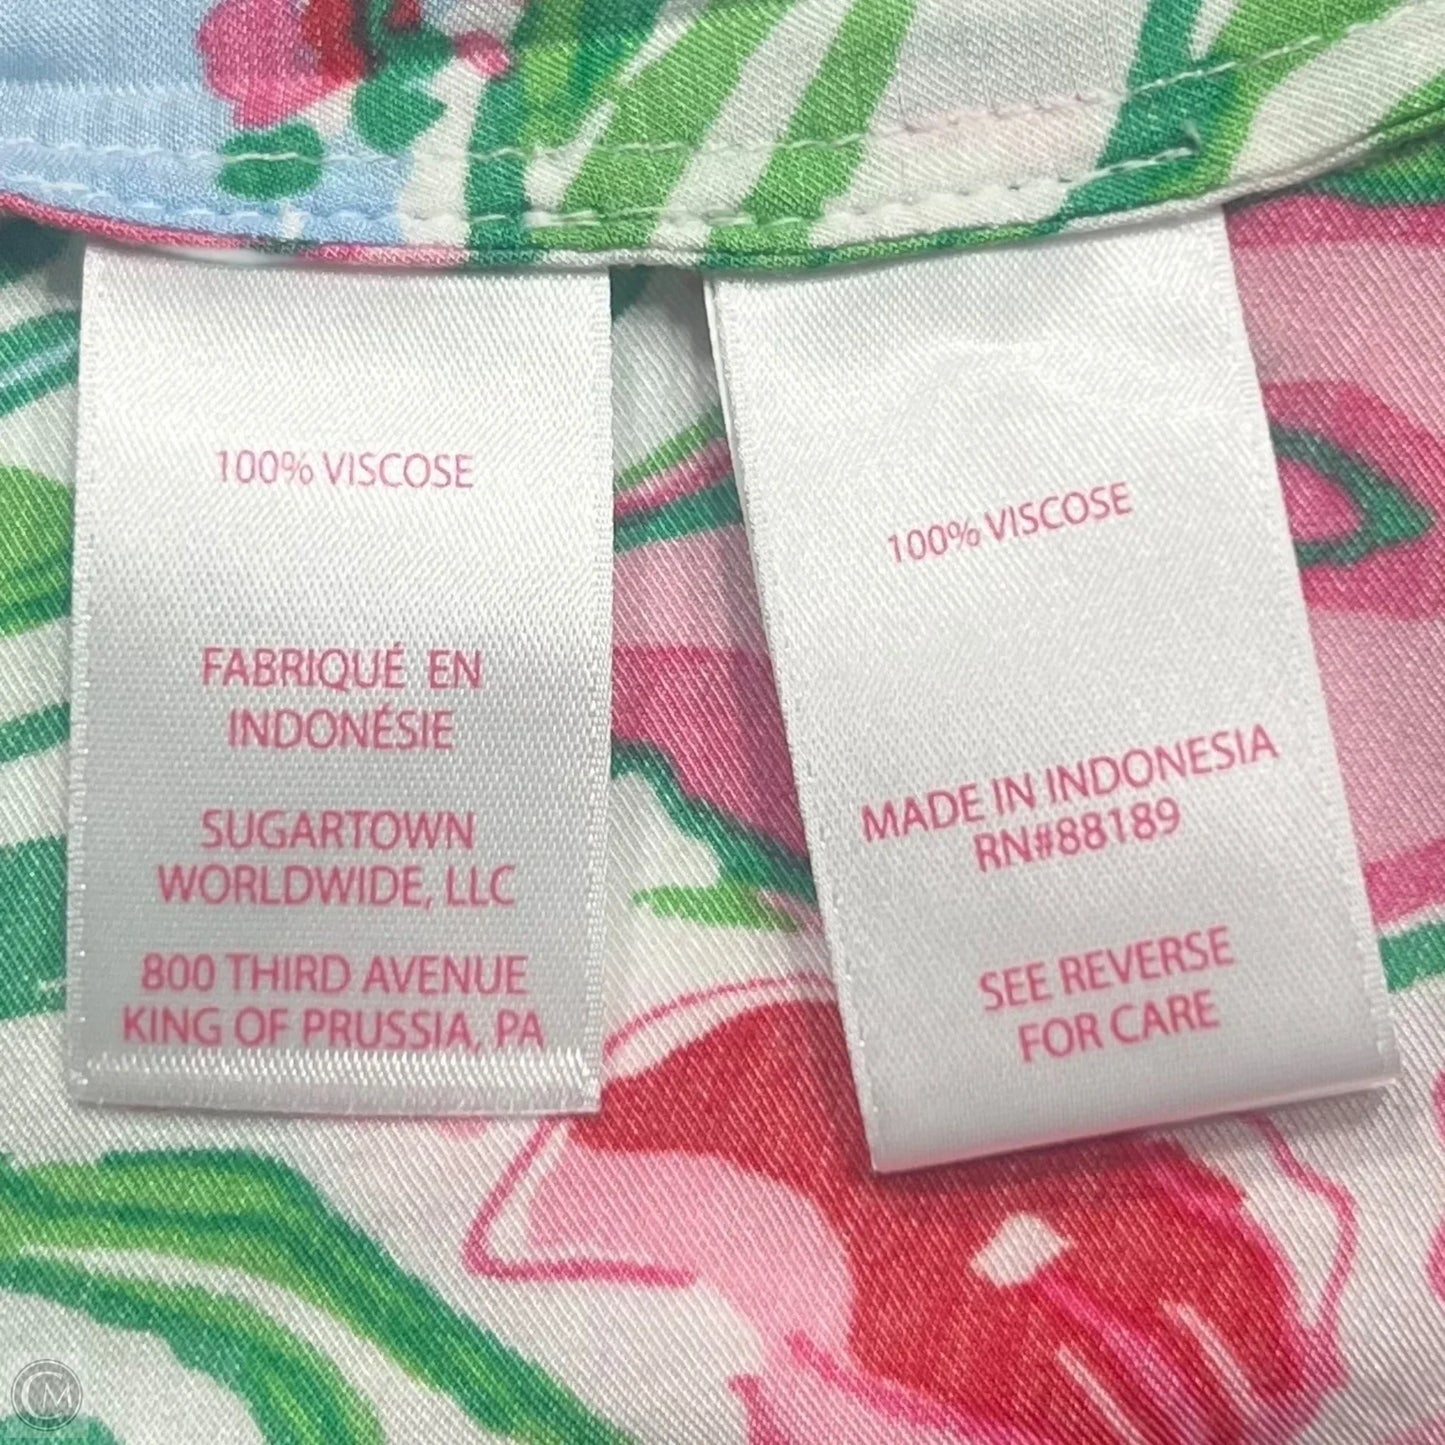 100% VISCOSE
FABRIQUÉ EN
INDONÉSIE
SUGARTOWN
WORLDWIDE, LLC
800 THIRD AVENUE
KING OF PRUSSIA, PA
100% VISCOSE
MADE IN INDONESIA
RN#88189
SEE REVERSE
FOR CARE
CM